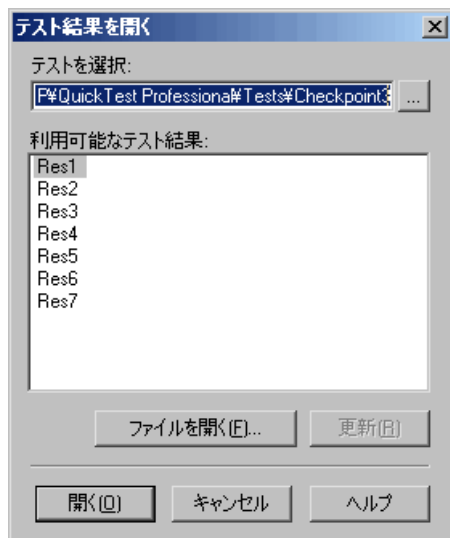 テスト結果を開く
テストを選択:
P¥QuickTest Professional¥Tests¥Checkpoint3
...
利用可能なテスト結果:
Res1
Res2
Res3
Res4
Res5
Res6
Res7
ファイルを開く(F)...
更新(R)
開く(O)
キャンセル
ヘルプ